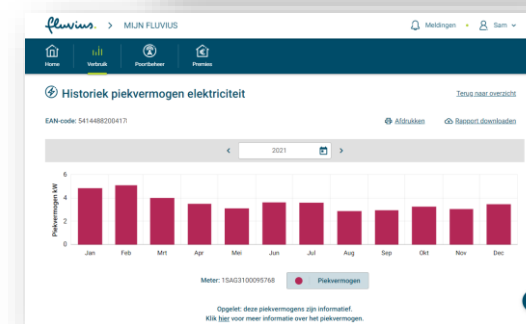 fluvius. > MIJN FLUVIUS
Meldingen • Sam
Home Verbruik Poortbeheer Premies
Historiek piekvermogen elektriciteit
Terug naar overzicht
EAN-code: 5414488200417
Afdrukken Rapport downloaden
< 2021 >
Piekvermogen kW
6
4
2
0
Jan Feb Mrt Apr Mei Jun Jul Aug Sep Okt Nov Dec
Meter: 1SAG3100095768 Piekvermogen
Opgelet: deze piekvermogens zijn informatief.
Klik hier voor meer informatie over het piekvermogen.